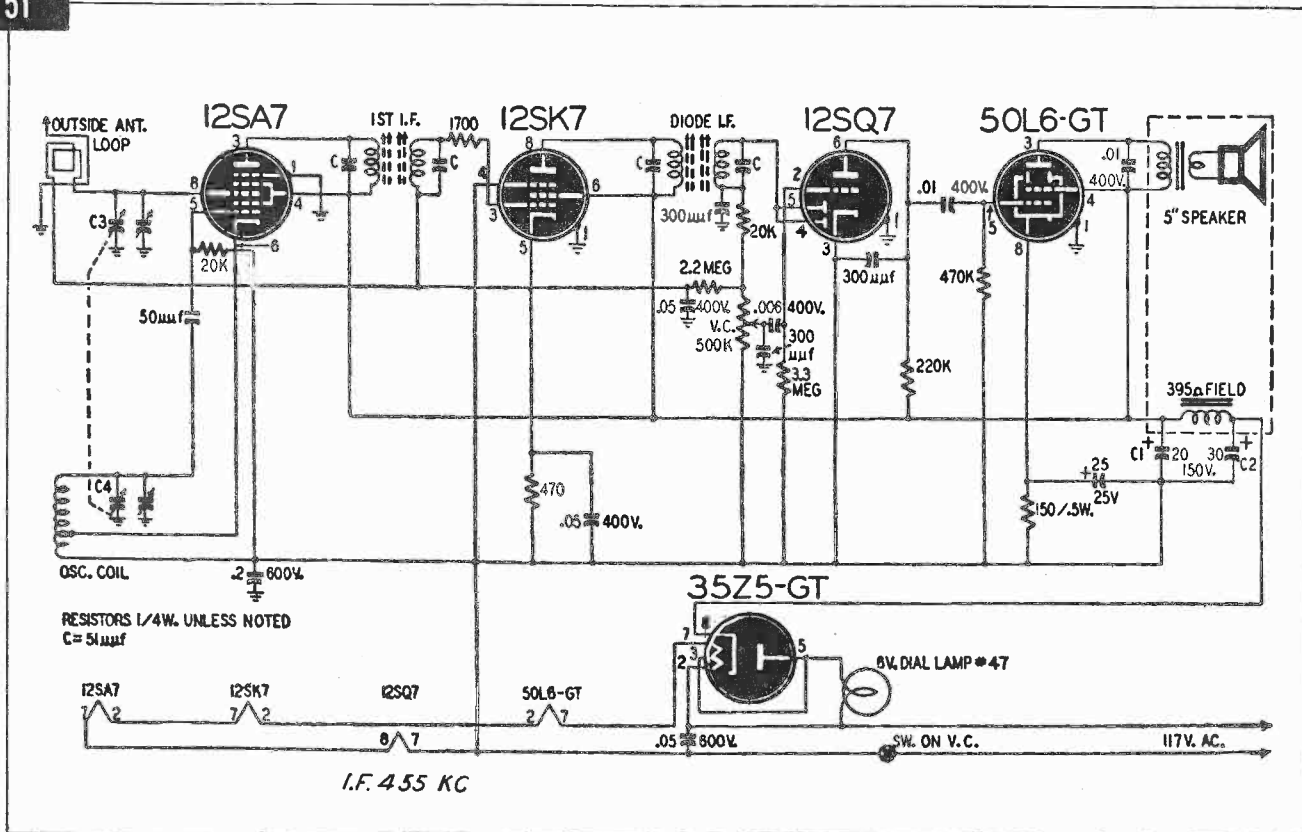 51
12SA7
12SK7
12SQ7
50L6-GT
OUTSIDE ANT.
LOOP
1ST I.F.
1700
DIODE I.F.
3
1
8
5
4
6
C
C
8
4
3
6
5
1
C
C
6
2
5
4
3
1
.01
400V.
3
4
5
8
1
.01
400V.
5" SPEAKER
C3
20K
300µµf
20K
300µµf
470K
2.2 MEG
.05
400V.
.006
400V.
V.C.
500K
300
µµf
3.3
MEG
220K
50µµf
395Ω FIELD
C1
+
20
30
150V.
+
C2
C4
470
.05
400V.
+
25
25V
150/.5W.
OSC. COIL
.2
600V.
35Z5-GT
RESISTORS 1/4W. UNLESS NOTED
C=51µµf
8
7
3
2
5
6V. DIAL LAMP #47
12SA7
12SK7
12SQ7
50L6-GT
7
2
7
2
8
7
2
7
.05
600V.
SW. ON V.C.
117V. AC.
I.F. 455 KC